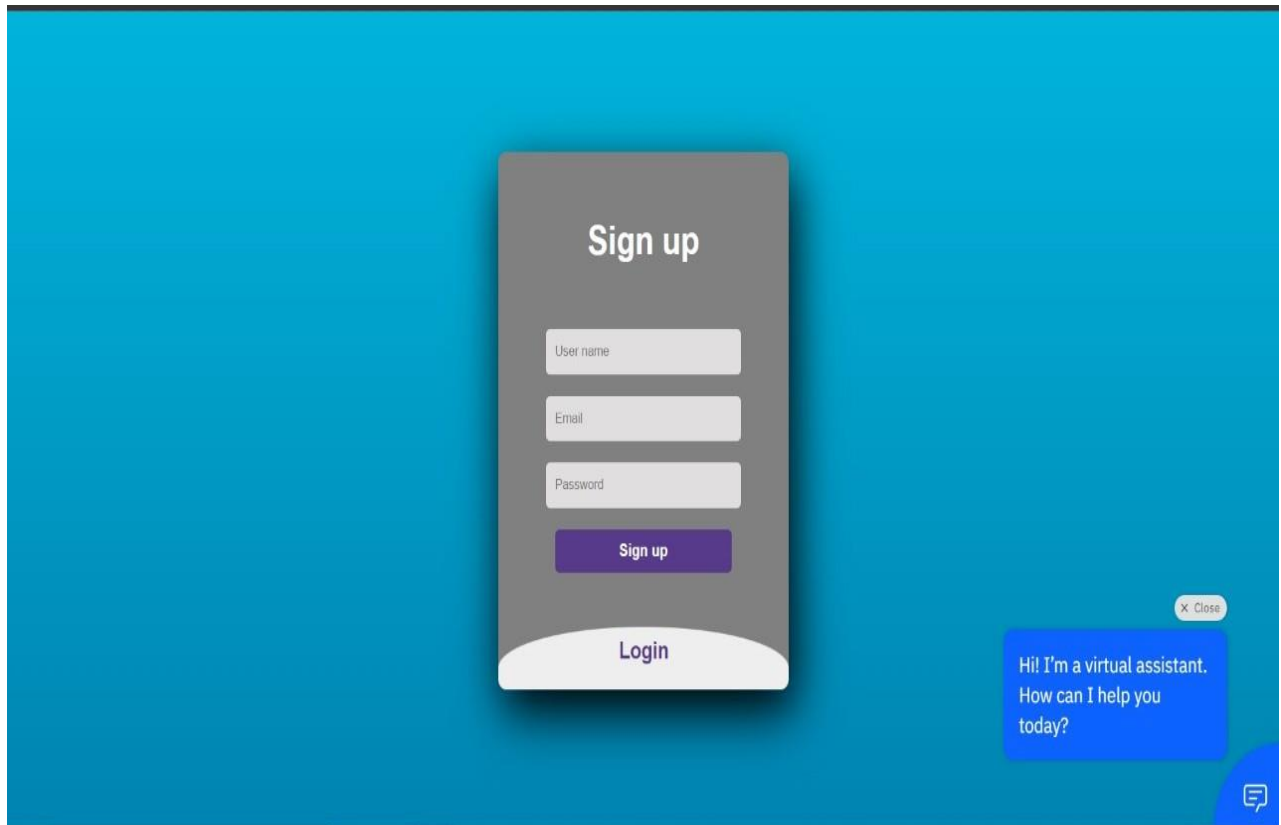 Sign up
User name
Email
Password
Sign up
Login
× Close
Hi! I'm a virtual assistant.
How can I help you
today?